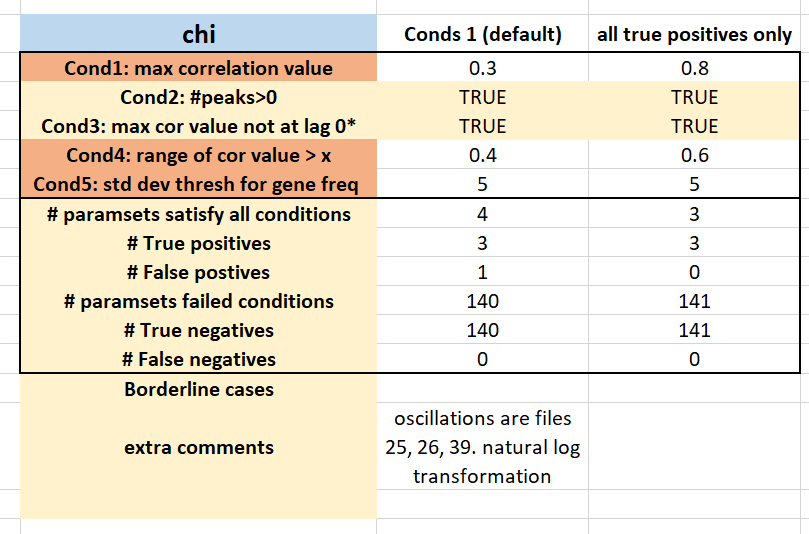 chi Conds 1 (default) all true positives only
Cond1: max correlation value 0.3 0.8
Cond2: #peaks>0 TRUE TRUE
Cond3: max cor value not at lag 0* TRUE TRUE
Cond4: range of cor value > x 0.4 0.6
Cond5: std dev thresh for gene freq 5 5
# paramsets satisfy all conditions 4 3
# True positives 3 3
# False postives 1 0
# paramsets failed conditions 140 141
# True negatives 140 141
# False negatives 0 0
Borderline cases
extra comments
oscillations are files
25, 26, 39. natural log
transformation